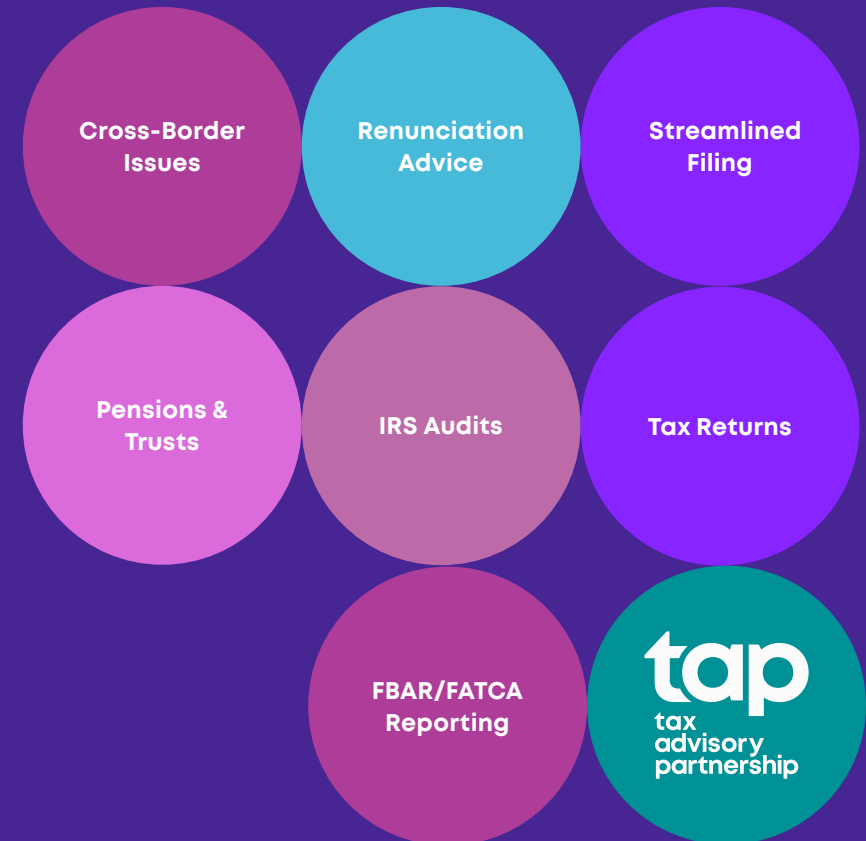 Cross-Border
Issues
Renunciation
Advice
Streamlined
Filing
Pensions &
Trusts
IRS Audits
Tax Returns
FBAR/FATCA
Reporting
tap
tax
advisory
partnership